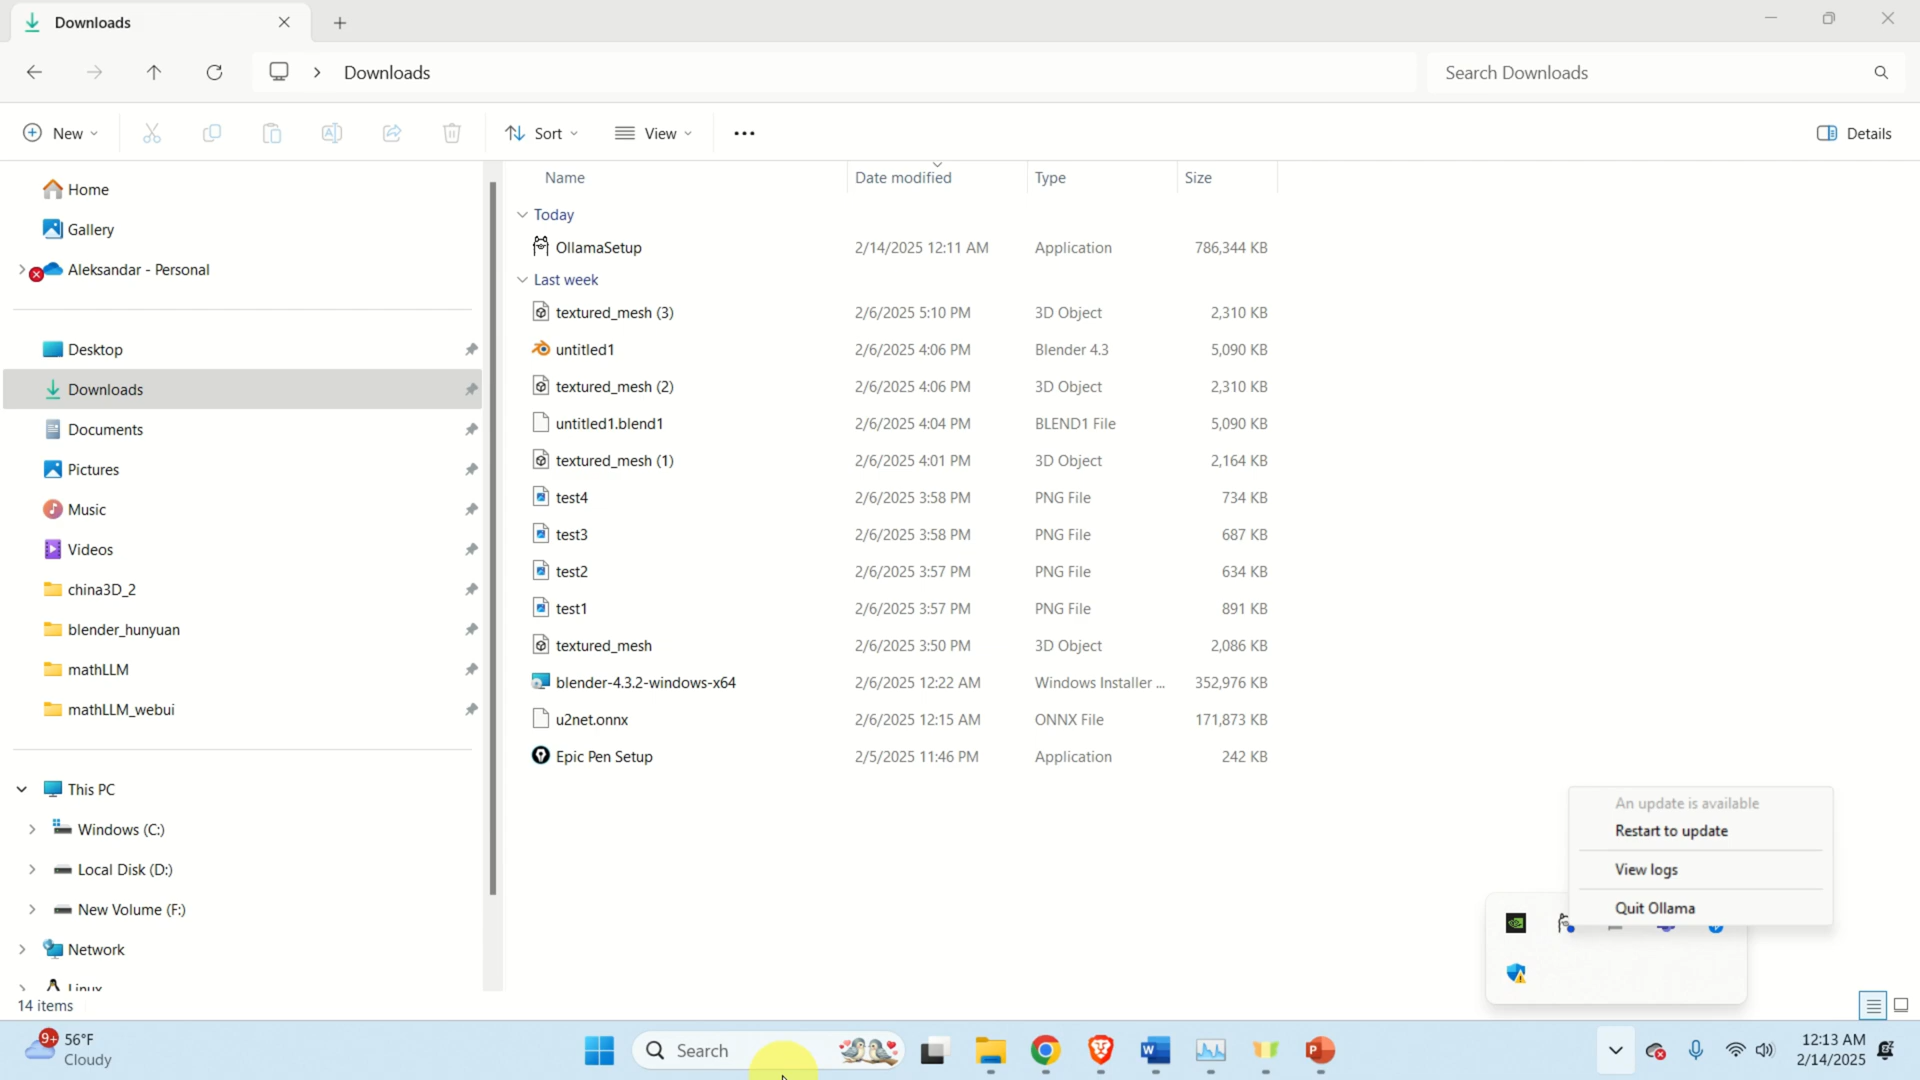 Downloads
Downloads
Search Downloads
New
Sort
View
Details
Home
Gallery
Aleksandar - Personal
Desktop
Downloads
Documents
Pictures
Music
Videos
china3D_2
blender_hunyuan
mathLLM
mathLLM_webui
This PC
Windows (C:)
Local Disk (D:)
New Volume (F:)
Network
Linux
Name Date modified Type Size
Today
OllamaSetup 2/14/2025 12:11 AM Application 786,344 KB
Last week
textured_mesh (3) 2/6/2025 5:10 PM 3D Object 2,310 KB
untitled1 2/6/2025 4:06 PM Blender 4.3 5,090 KB
textured_mesh (2) 2/6/2025 4:06 PM 3D Object 2,310 KB
untitled1.blend1 2/6/2025 4:04 PM BLEND1 File 5,090 KB
textured_mesh (1) 2/6/2025 4:01 PM 3D Object 2,164 KB
test4 2/6/2025 3:58 PM PNG File 734 KB
test3 2/6/2025 3:58 PM PNG File 687 KB
test2 2/6/2025 3:57 PM PNG File 634 KB
test1 2/6/2025 3:57 PM PNG File 891 KB
textured_mesh 2/6/2025 3:50 PM 3D Object 2,086 KB
blender-4.3.2-windows-x64 2/6/2025 12:22 AM Windows Installer ... 352,976 KB
u2net.onnx 2/6/2025 12:15 AM ONNX File 171,873 KB
Epic Pen Setup 2/5/2025 11:46 PM Application 242 KB
An update is available
Restart to update
View logs
Quit Ollama
14 items
9+
56°F
Cloudy
Search
W
P
12:13 AM
2/14/2025